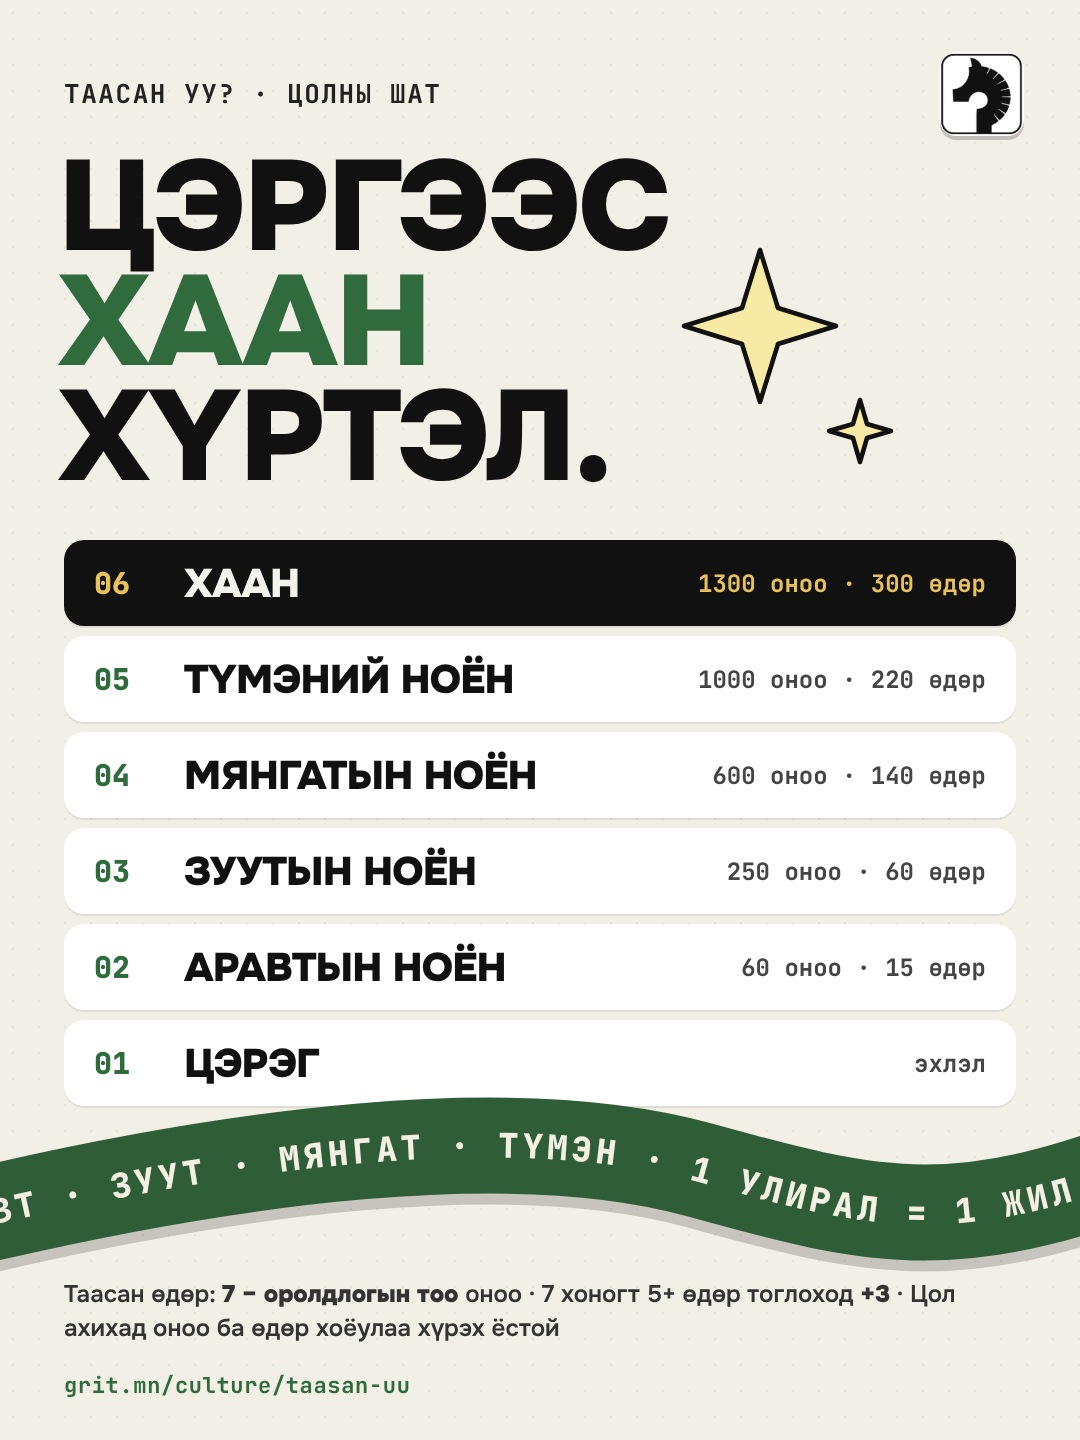 ТААСАН УУ? · ЦОЛНЫ ШАТ
ЦЭРГЭЭС
ХААН
ХҮРТЭЛ.
06 ХААН 1300 оноо · 300 өдөр
05 ТҮМЭНИЙ НОЁН 1000 оноо · 220 өдөр
04 МЯНГАТЫН НОЁН 600 оноо · 140 өдөр
03 ЗУУТЫН НОЁН 250 оноо · 60 өдөр
02 АРАВТЫН НОЁН 60 оноо · 15 өдөр
01 ЦЭРЭГ эхлэл
ВТ · ЗУУТ · МЯНГАТ · ТҮМЭН · 1 УЛИРАЛ = 1 ЖИЛ
Таасан өдөр: 7 − оролдлогын тоо оноо · 7 хоногт 5+ өдөр тоглоход +3 · Цол
ахихад оноо ба өдөр хоёулаа хүрэх ёстой
grit.mn/culture/taasan-uu